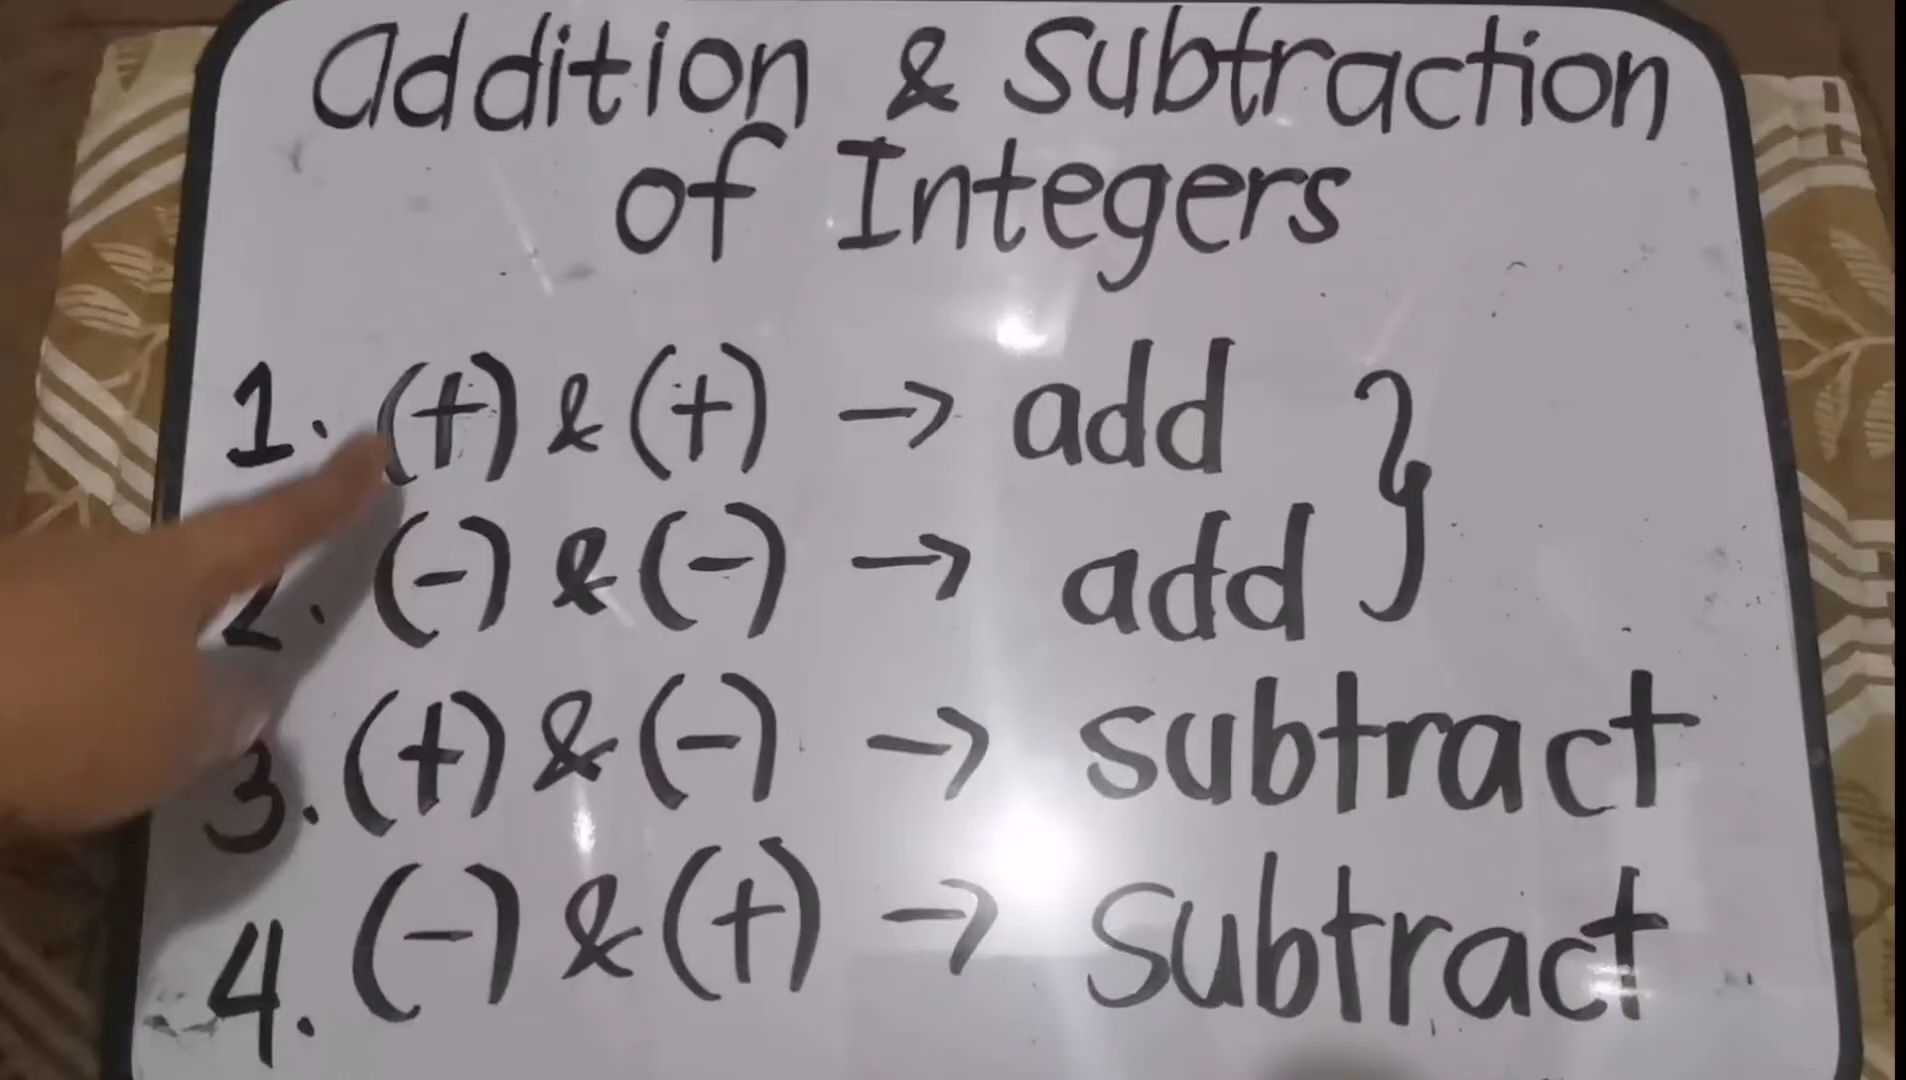 Addition & Subtraction
of Integers
1. (+) & (+) → add
2. (-) & (-) → add
3. (+) & (-) → subtract
4. (-) & (+) → Subtract